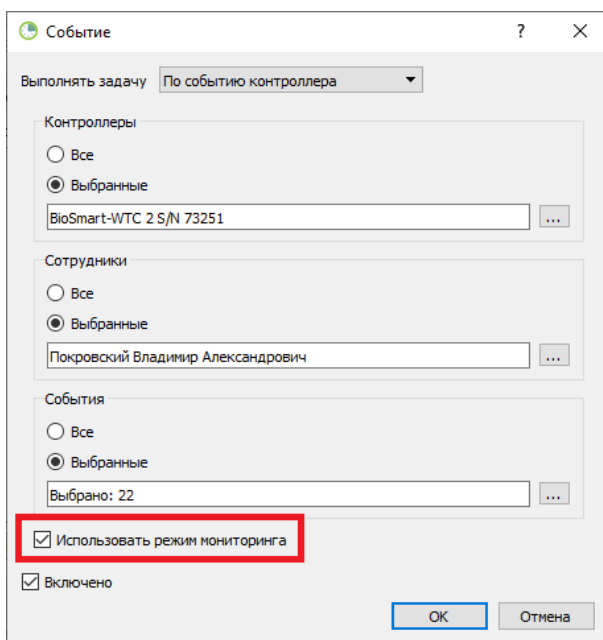 Событие
?
Выполнять задачу По событию контроллера
Контроллеры
Все
Выбранные
BioSmart-WTC 2 S/N 73251
...
Сотрудники
Все
Выбранные
Покровский Владимир Александрович
...
События
Все
Выбранные
Выбрано: 22
...
Использовать режим мониторинга
Включено
OK Отмена